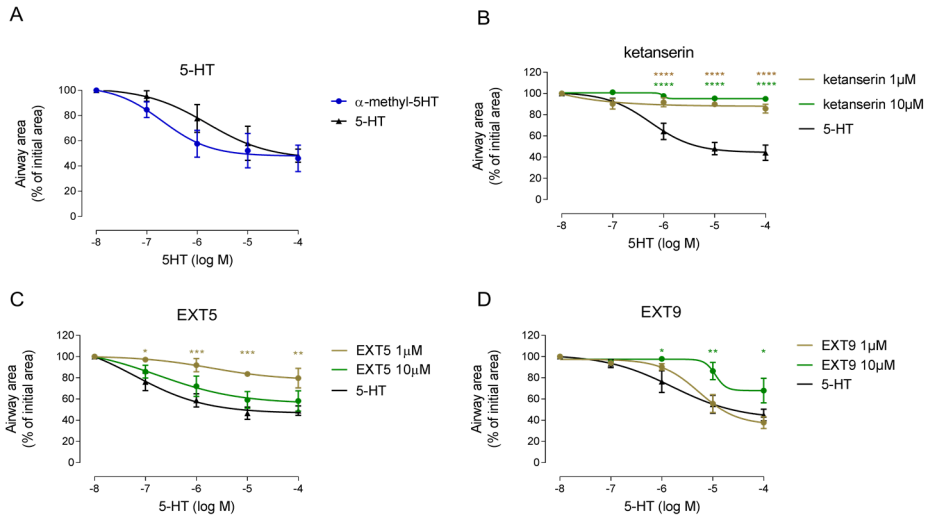 A
5-HT
120
100
80
60
40
20
0
Airway area
(% of initial area)
-8 -7 -6 -5 -4
5HT (log M)
α-methyl-5HT
5-HT
B
ketanserin
120
100
80
60
40
20
0
Airway area
(% of initial area)
**** **** ****
**** **** ****
-8 -7 -6 -5 -4
5HT (log M)
ketanserin 1µM
ketanserin 10µM
5-HT
C
EXT5
120
100
80
60
40
20
0
Airway area
(% of initial area)
* *** *** **
-8 -7 -6 -5 -4
5-HT (log M)
EXT5 1µM
EXT5 10µM
5-HT
D
EXT9
120
100
80
60
40
20
0
Airway area
(% of initial area)
* ** *
-8 -7 -6 -5 -4
5-HT (log M)
EXT9 1µM
EXT9 10µM
5-HT